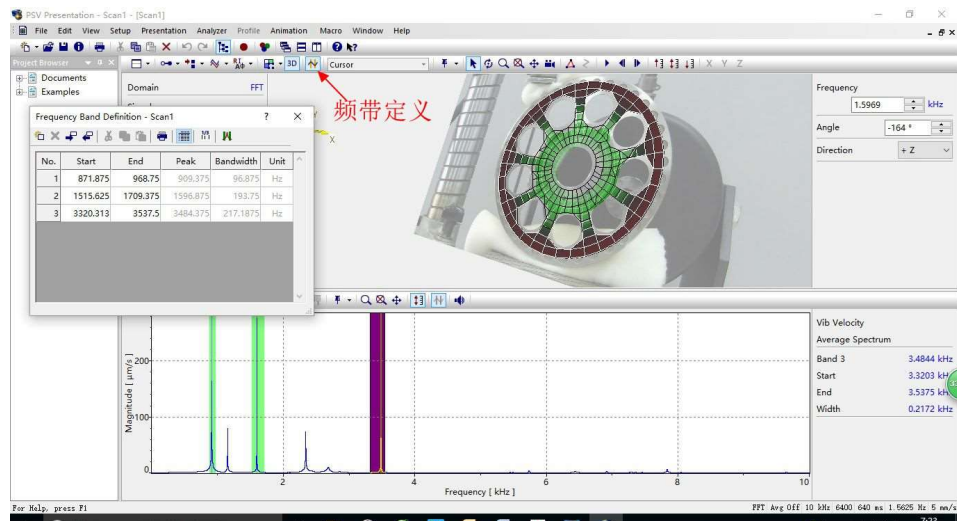 PSV Presentation - Scan1 - [Scan1]
File Edit View Setup Presentation Analyzer Profile Animation Macro Window Help
3D Cursor X Y Z
Project Browser
Documents
Examples
Domain FFT
频带定义
x
Frequency
1.5969 kHz
Angle -164 °
Direction + Z
Frequency Band Definition - Scan1 ? ×
No. Start End Peak Bandwidth Unit
1 871.875 968.75 909.375 96.875 Hz
2 1515.625 1709.375 1596.875 193.75 Hz
3 3320.313 3537.5 3484.375 217.1875 Hz
Magnitude [ μm/s ]
200
100
0
2 4 6 8 10
Frequency [ kHz ]
Vib Velocity
Average Spectrum
Band 3 3.4844 kHz
Start 3.3203 kHz
End 3.5375 kHz
Width 0.2172 kHz
For Help, press F1
FFT Avg Off 10 kHz 6400 640 ms 1.5625 Hz 5 mm/s
7:23